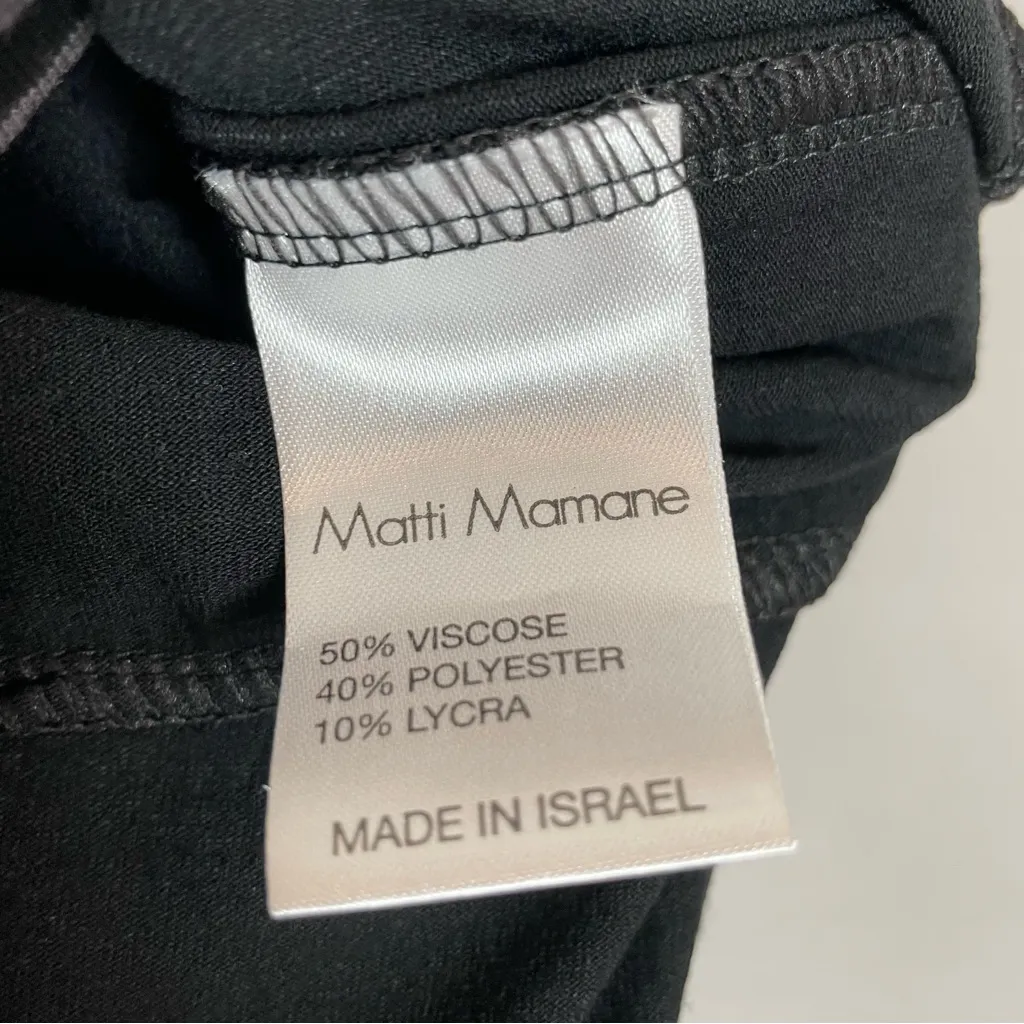 Matti Mamane
50% VISCOSE
40% POLYESTER
10% LYCRA
MADE IN ISRAEL